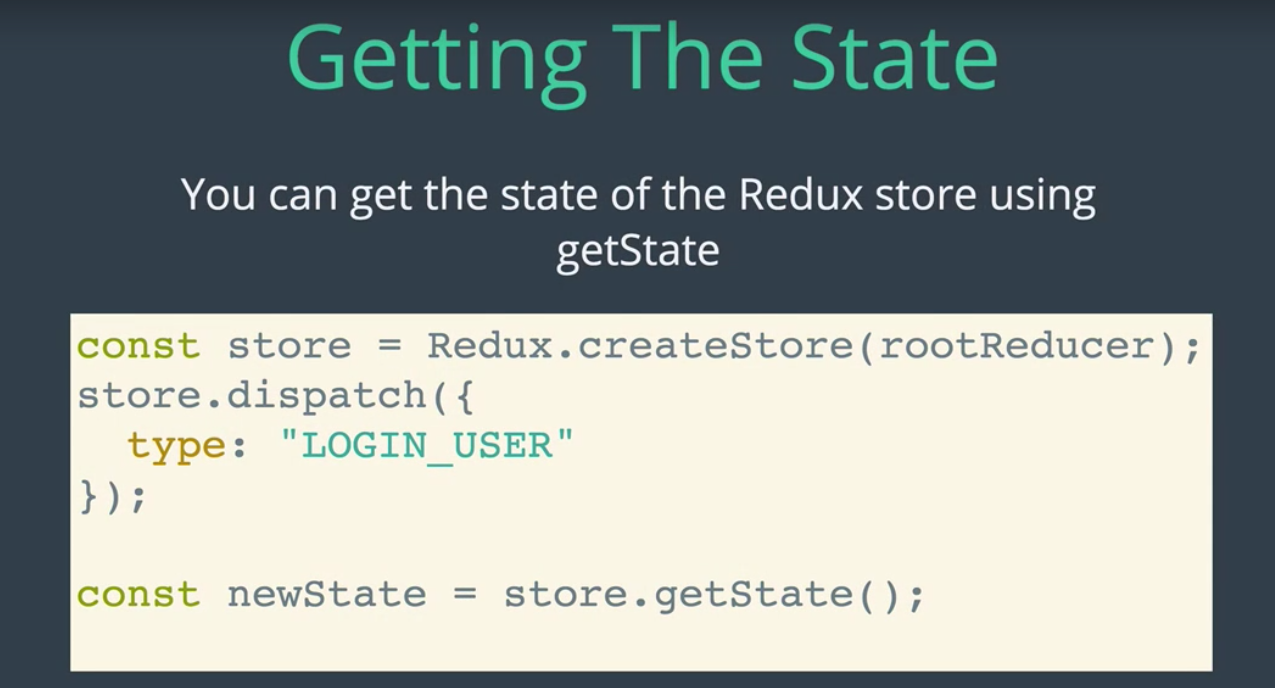 Getting The State
You can get the state of the Redux store using
getState
const store = Redux.createStore(rootReducer);
store.dispatch({
  type: "LOGIN_USER"
});
const newState = store.getState();